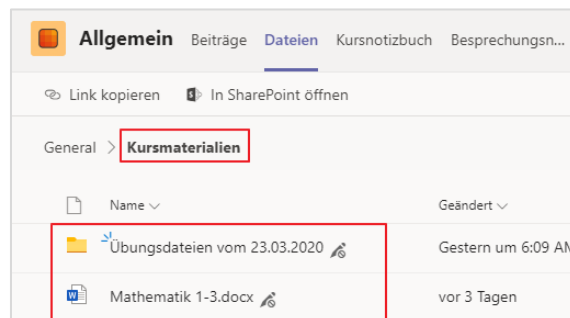 Allgemein Beiträge Dateien Kursnotizbuch Besprechungsn...
Link kopieren In SharePoint öffnen
General > Kursmaterialien
Name Geändert
Übungsdateien vom 23.03.2020 Gestern um 6:09 AM
Mathematik 1-3.docx vor 3 Tagen